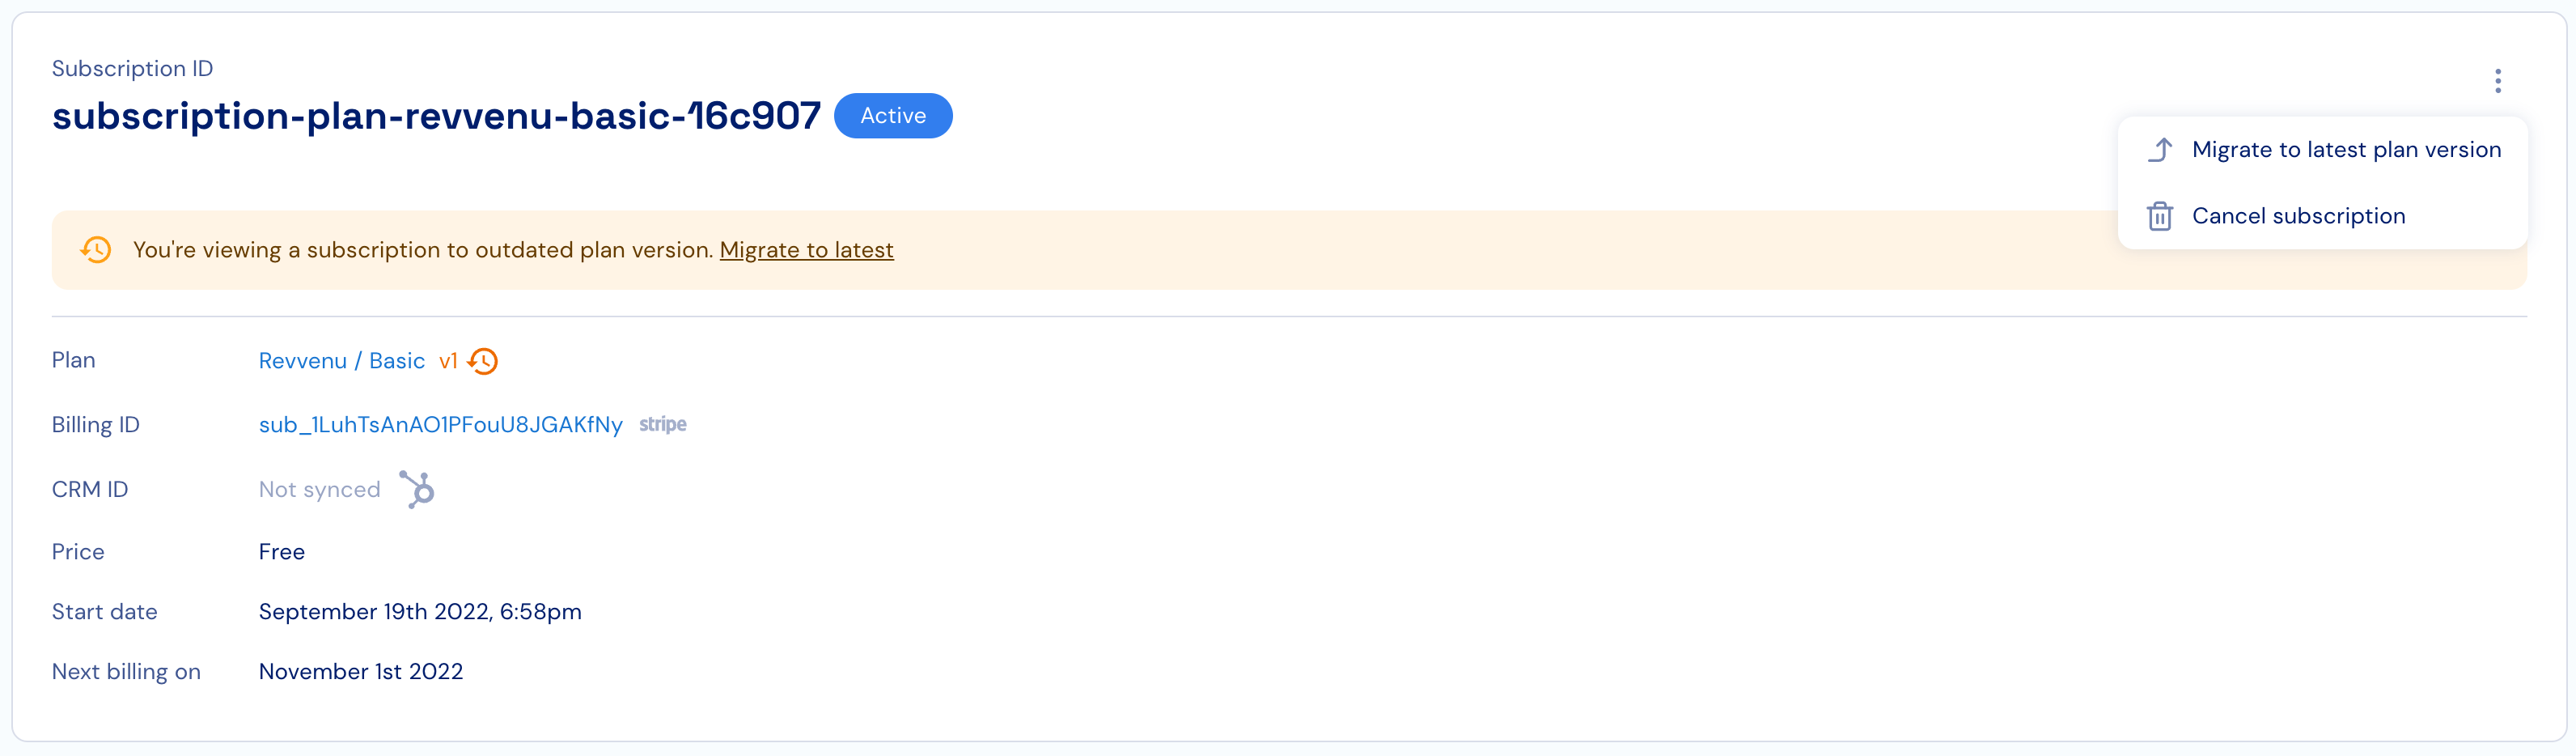 Subscription ID
subscription-plan-revvenu-basic-16c907 Active
Migrate to latest plan version
Cancel subscription
You're viewing a subscription to outdated plan version. Migrate to latest
Plan Revvenu / Basic v1
Billing ID sub_1LuhTsAnAO1PFouU8JGAKfNy stripe
CRM ID Not synced
Price Free
Start date September 19th 2022, 6:58pm
Next billing on November 1st 2022